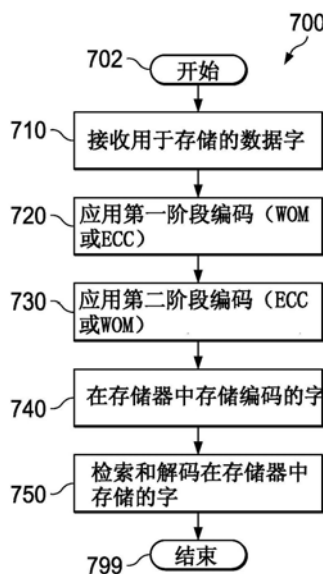 700
702
开始
710
接收用于存储的数据字
720
应用第一阶段编码（WOM
或ECC）
730
应用第二阶段编码（ECC
或WOM）
740
在存储器中存储编码的字
750
检索和解码在存储器中
存储的字
799
结束